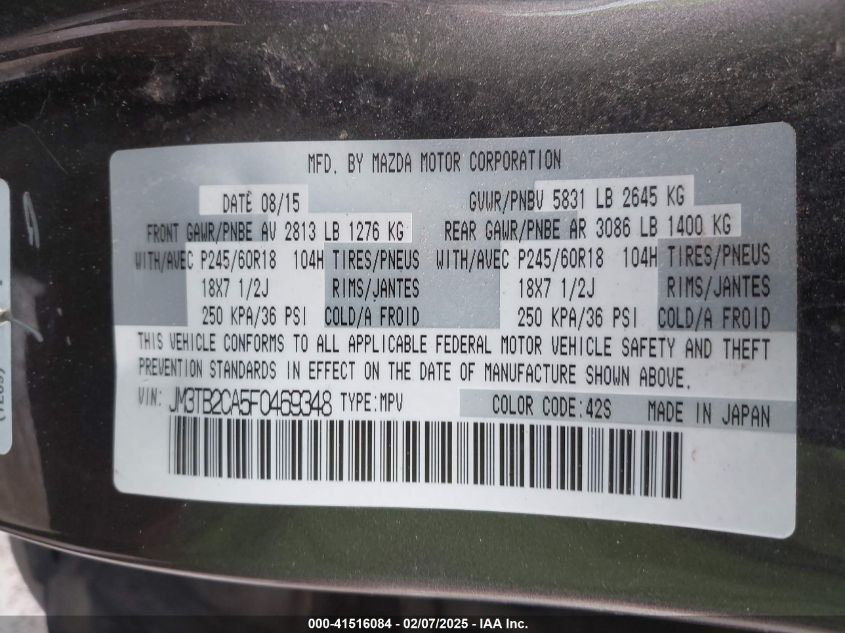 MFD. BY MAZDA MOTOR CORPORATION
DATE 08/15 GVWR/PNBV 5831 LB 2645 KG
FRONT GAWR/PNBE AV 2813 LB 1276 KG REAR GAWR/PNBE AR 3086 LB 1400 KG
WITH/AVEC P245/60R18 104H TIRES/PNEUS WITH/AVEC P245/60R18 104H TIRES/PNEUS
18X7 1/2J RIMS/JANTES 18X7 1/2J RIMS/JANTES
250 KPA/36 PSI COLD/A FROID 250 KPA/36 PSI COLD/A FROID
THIS VEHICLE CONFORMS TO ALL APPLICABLE FEDERAL MOTOR VEHICLE SAFETY AND THEFT
PREVENTION STANDARDS IN EFFECT ON THE DATE OF MANUFACTURE SHOWN ABOVE.
VIN: JM3TB2CA5F0469348 TYPE:MPV COLOR CODE:42S MADE IN JAPAN
000-41516084 — 02/07/2025 - IAA Inc.